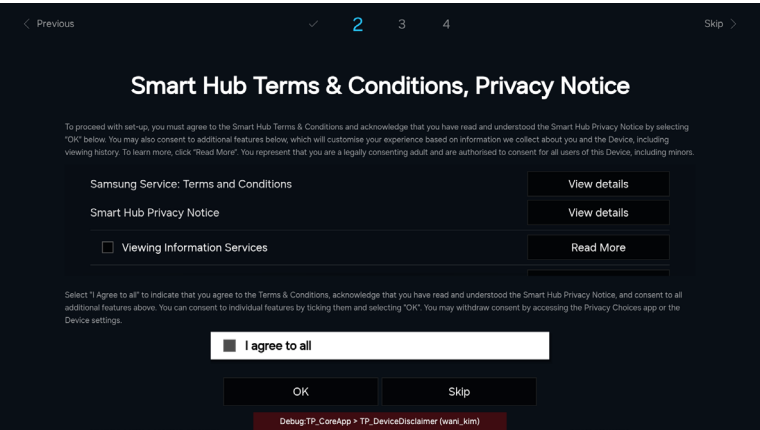 Previous
2
3
4
Skip
Smart Hub Terms & Conditions, Privacy Notice
To proceed with set-up, you must agree to the Smart Hub Terms & Conditions and acknowledge that you have read and understood the Smart Hub Privacy Notice by selecting
"OK" below. You may also consent to additional features below, which will customise your experience based on information we collect about you and the Device, including
viewing history. To learn more, click "Read More". You represent that you are a legally consenting adult and are authorised to consent for all users of this Device, including minors.
Samsung Service: Terms and Conditions
View details
Smart Hub Privacy Notice
View details
Viewing Information Services
Read More
Select "I Agree to all" to indicate that you agree to the Terms & Conditions, acknowledge that you have read and understood the Smart Hub Privacy Notice, and consent to all
additional features above. You can consent to individual features by ticking them and selecting "OK". You may withdraw consent by accessing the Privacy Choices app or the
Device settings.
I agree to all
OK
Skip
Debug:TP_CoreApp > TP_DeviceDisclaimer (wani_kim)